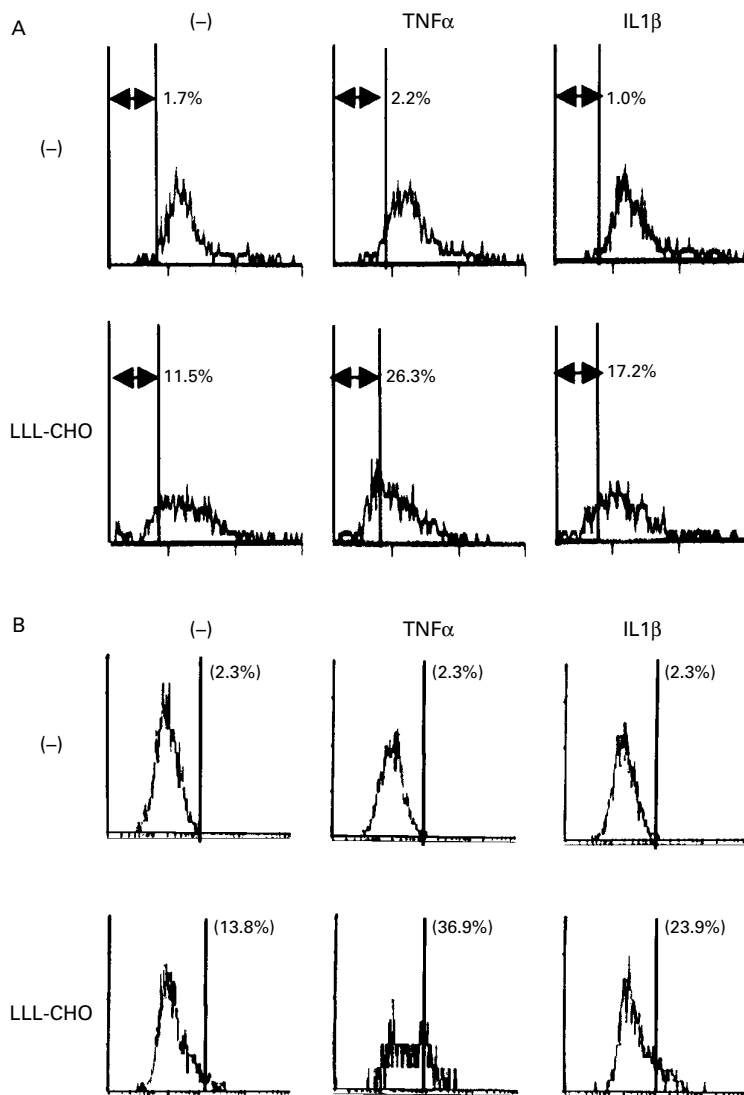 A
(–) TNFα IL1β
(–) 1.7% 2.2% 1.0%
LLL-CHO 11.5% 26.3% 17.2%
B
(–) TNFα IL1β
(–) (2.3%) (2.3%) (2.3%)
LLL-CHO (13.8%) (36.9%) (23.9%)